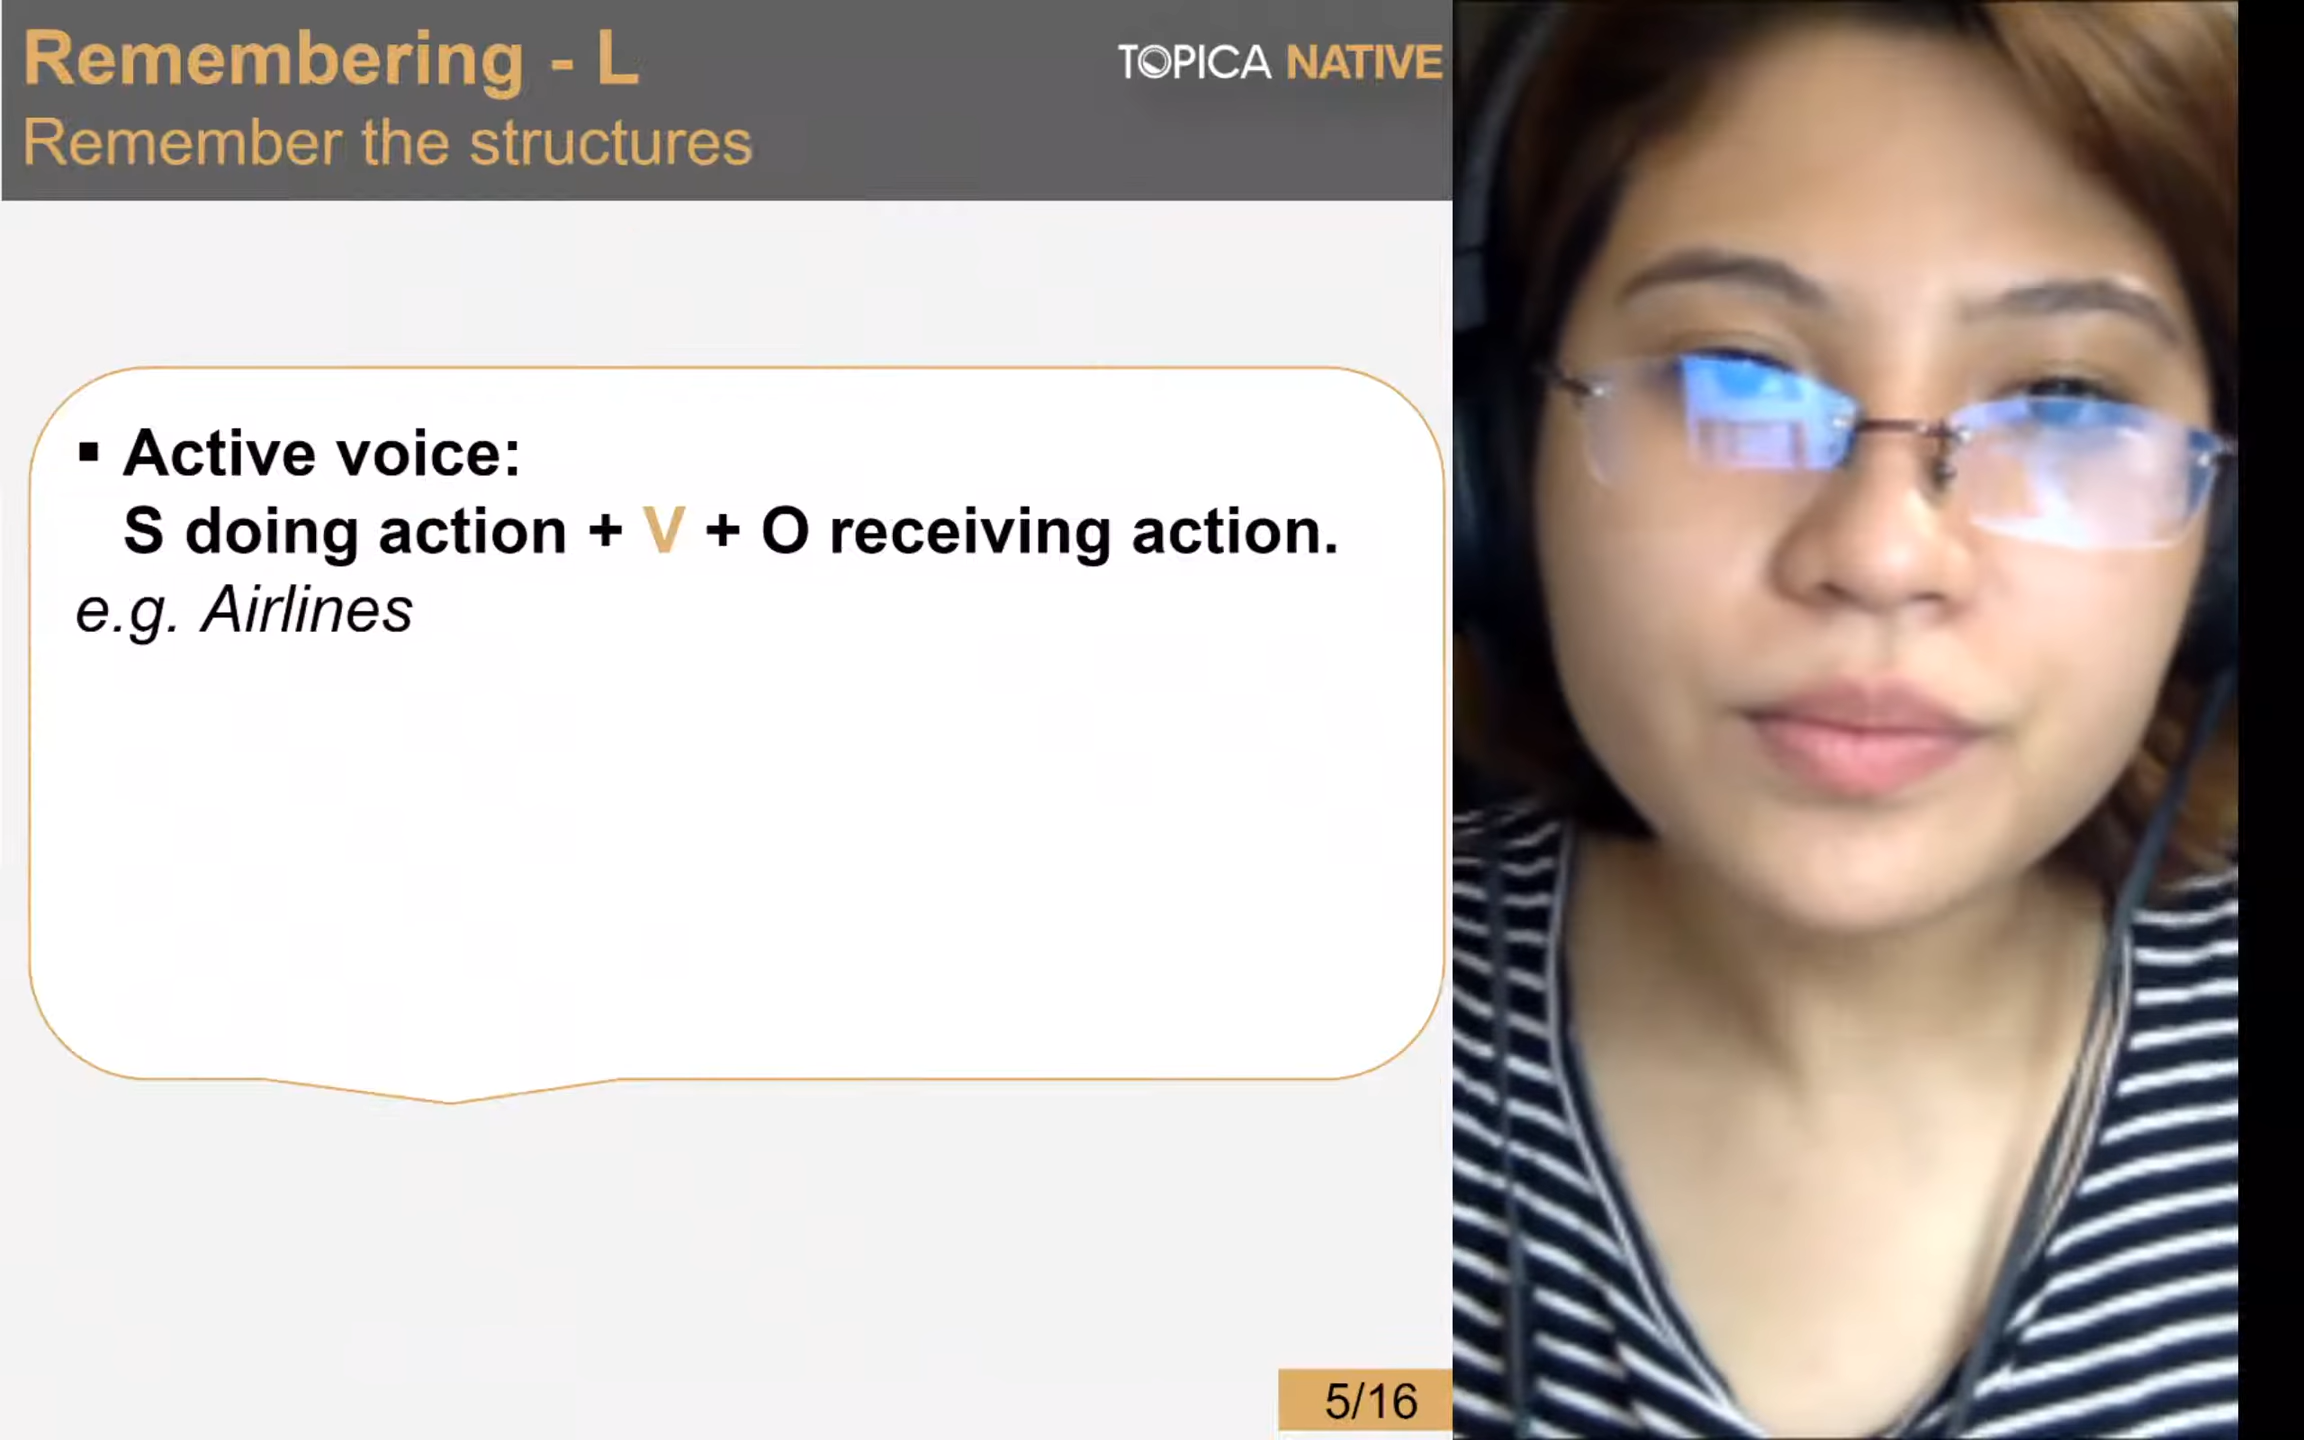 Remembering - L
TOPICA NATIVE
Remember the structures
▪ Active voice:
S doing action + V + O receiving action.
e.g. Airlines
5/16